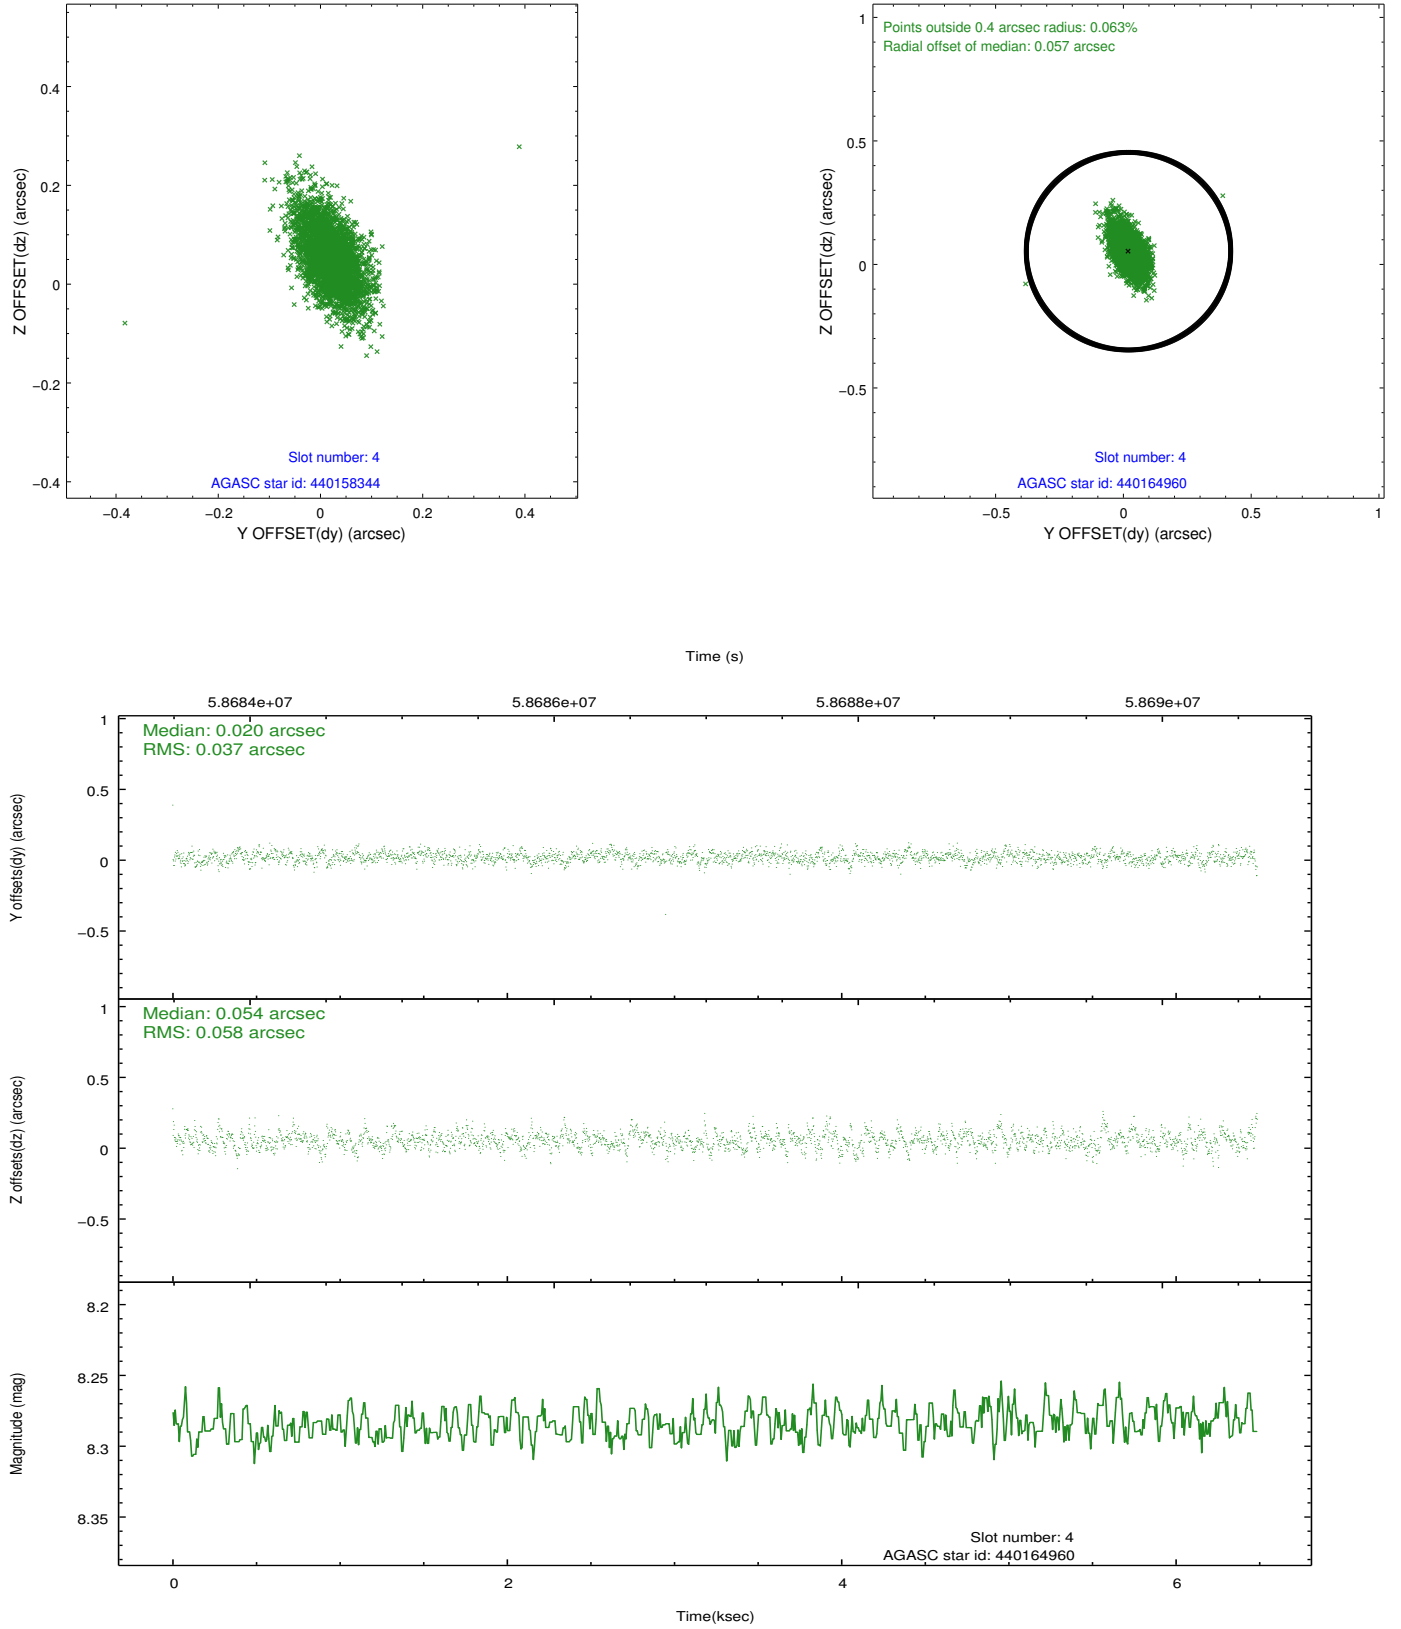 0.4
0.2
0
−0.2
−0.4
Z OFFSET(dz) (arcsec)
Slot number: 4
AGASC star id: 440158344
−0.4
−0.2
0
0.2
0.4
Y OFFSET(dy) (arcsec)
Points outside 0.4 arcsec radius: 0.063%
Radial offset of median: 0.057 arcsec
1
0.5
0
−0.5
Z OFFSET(dz) (arcsec)
Slot number: 4
AGASC star id: 440164960
−0.5
0
0.5
1
Y OFFSET(dy) (arcsec)
Time (s)
5.8684e+07
5.8686e+07
5.8688e+07
5.869e+07
Median: 0.020 arcsec
RMS: 0.037 arcsec
1
0.5
0
−0.5
Y offsets(dy) (arcsec)
Median: 0.054 arcsec
RMS: 0.058 arcsec
1
0.5
0
−0.5
Z offsets(dz) (arcsec)
8.2
8.25
8.3
8.35
Magnitude (mag)
Slot number: 4
AGASC star id: 440164960
0
2
4
6
Time(ksec)